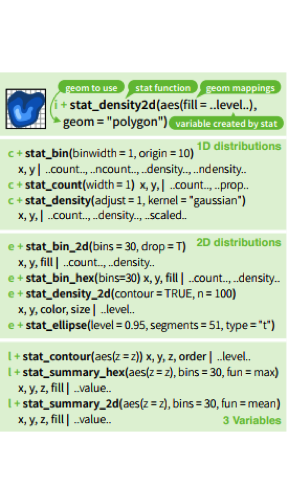 geom to use stat function geom mappings
i + stat_density2d(aes(fill = ..level..),
geom = "polygon")
variable created by stat
c + stat_bin(binwidth = 1, origin = 10)
1D distributions
x, y | ..count.., ..ncount.., ..density.., ..ndensity..
c + stat_count(width = 1) x, y, | ..count.., ..prop..
c + stat_density(adjust = 1, kernel = "gaussian")
x, y, | ..count.., ..density.., ..scaled..
e + stat_bin_2d(bins = 30, drop = T)
2D distributions
x, y, fill | ..count.., ..density..
e + stat_bin_hex(bins=30) x, y, fill | ..count.., ..density..
e + stat_density_2d(contour = TRUE, n = 100)
x, y, color, size | ..level..
e + stat_ellipse(level = 0.95, segments = 51, type = "t")
l + stat_contour(aes(z = z)) x, y, z, order | ..level..
l + stat_summary_hex(aes(z = z), bins = 30, fun = max)
x, y, z, fill | ..value..
l + stat_summary_2d(aes(z = z), bins = 30, fun = mean)
x, y, z, fill | ..value..
3 Variables